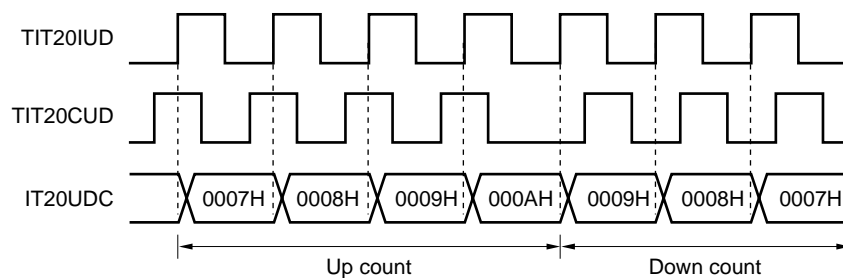 TIT20IUD
TIT20CUD
IT20UDC 0007H 0008H 0009H 000AH 0009H 0008H 0007H
Up count Down count